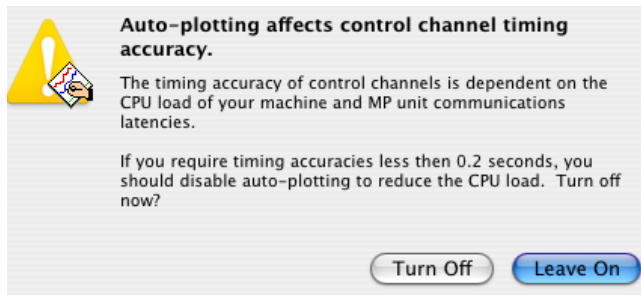 Auto-plotting affects control channel timing
accuracy.
The timing accuracy of control channels is dependent on the
CPU load of your machine and MP unit communications
latencies.
If you require timing accuracies less then 0.2 seconds, you
should disable auto-plotting to reduce the CPU load. Turn off
now?
Turn Off
Leave On